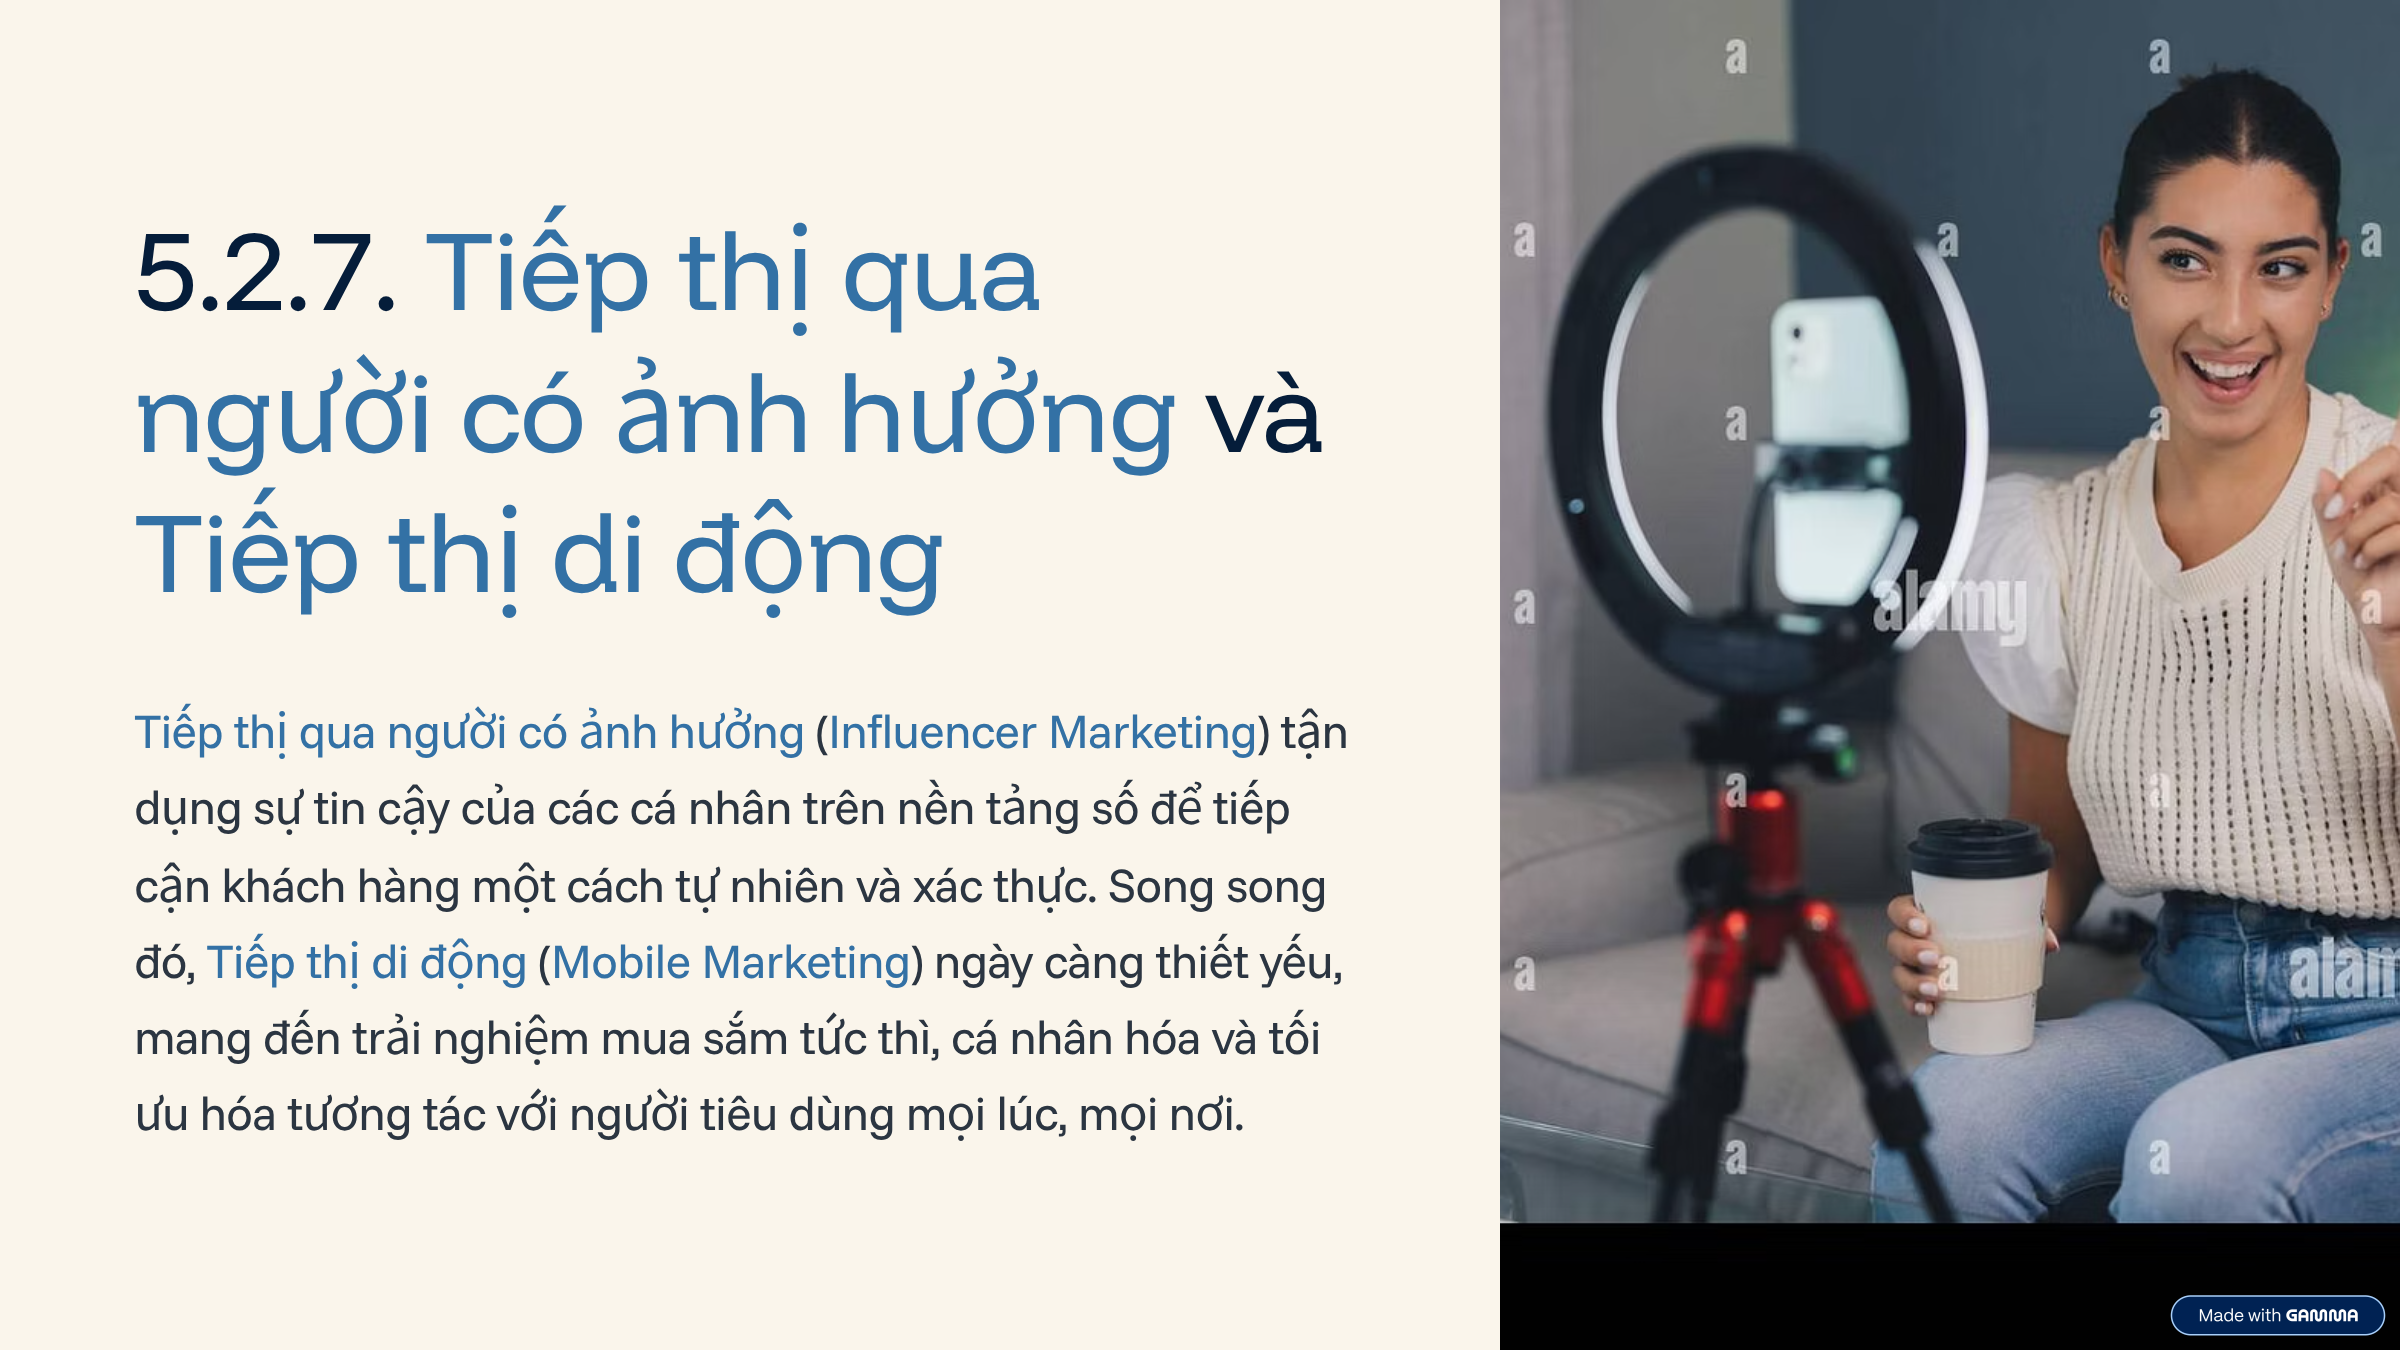 5.2.7. Tiếp thị qua
người có ảnh hưởng và
Tiếp thị di động
Tiếp thị qua người có ảnh hưởng (Influencer Marketing) tận
dụng sự tin cậy của các cá nhân trên nền tảng số để tiếp
cận khách hàng một cách tự nhiên và xác thực. Song song
đó, Tiếp thị di động (Mobile Marketing) ngày càng thiết yếu,
mang đến trải nghiệm mua sắm tức thì, cá nhân hóa và tối
ưu hóa tương tác với người tiêu dùng mọi lúc, mọi nơi.
a a
a a a
a a
a alamy a
a a
a a alam
a a
Made with GAMMA